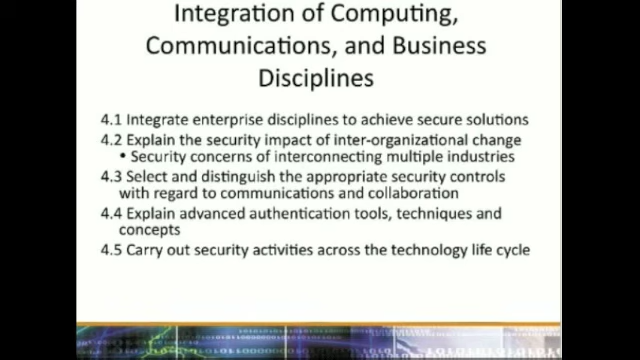 Integration of Computing,
Communications, and Business
Disciplines
4.1 Integrate enterprise disciplines to achieve secure solutions
4.2 Explain the security impact of inter-organizational change
• Security concerns of interconnecting multiple industries
4.3 Select and distinguish the appropriate security controls
with regard to communications and collaboration
4.4 Explain advanced authentication tools, techniques and
concepts
4.5 Carry out security activities across the technology life cycle